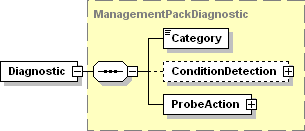 ManagementPackDiagnostic
Category
Diagnostic
ConditionDetection
ProbeAction